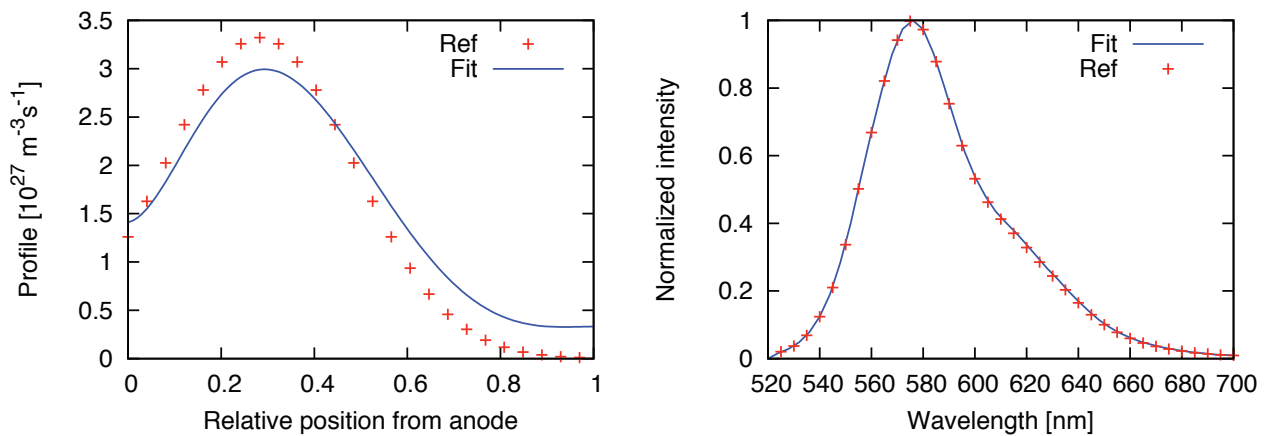 3.5
3
2.5
2
1.5
1
0.5
0
0 0.2 0.4 0.6 0.8 1
Profile [10²⁷ m⁻³s⁻¹]
Relative position from anode
Ref
Fit
1
0.8
0.6
0.4
0.2
0
520 540 560 580 600 620 640 660 680 700
Normalized intensity
Wavelength [nm]
Fit
Ref